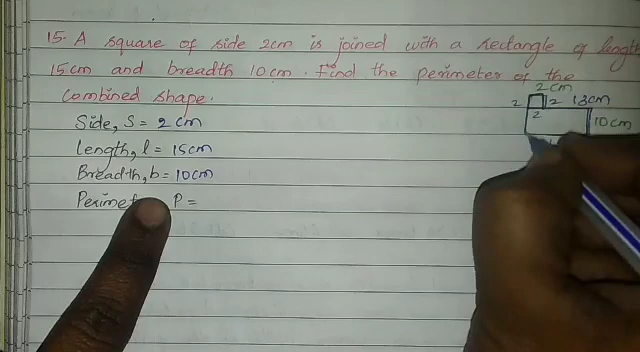 15. A square of side 2cm is joined with a rectangle of length
15cm and breadth 10cm. Find the perimeter of the
combined shape.
2cm
2 2 13cm
2
10cm
Side, S = 2cm
Length, l = 15cm
Breadth, b = 10cm
P =